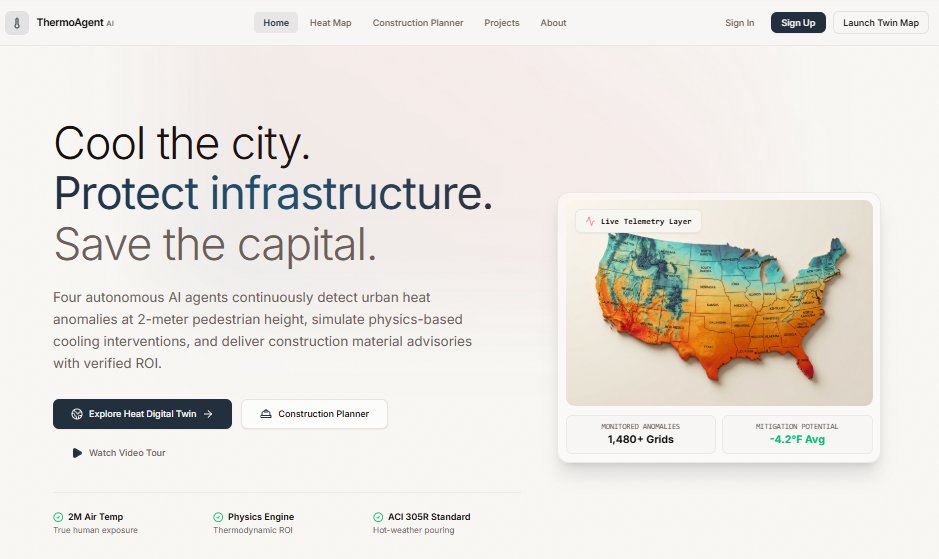 ThermoAgent AI
Home
Heat Map
Construction Planner
Projects
About
Sign In
Sign Up
Launch Twin Map
Cool the city.
Protect infrastructure.
Save the capital.
Four autonomous AI agents continuously detect urban heat
anomalies at 2-meter pedestrian height, simulate physics-based
cooling interventions, and deliver construction material advisories
with verified ROI.
Explore Heat Digital Twin
Construction Planner
Watch Video Tour
2M Air Temp
True human exposure
Physics Engine
Thermodynamic ROI
ACI 305R Standard
Hot-weather pouring
Live Telemetry Layer
MONITORED ANOMALIES
1,480+ Grids
MITIGATION POTENTIAL
-4.2°F Avg